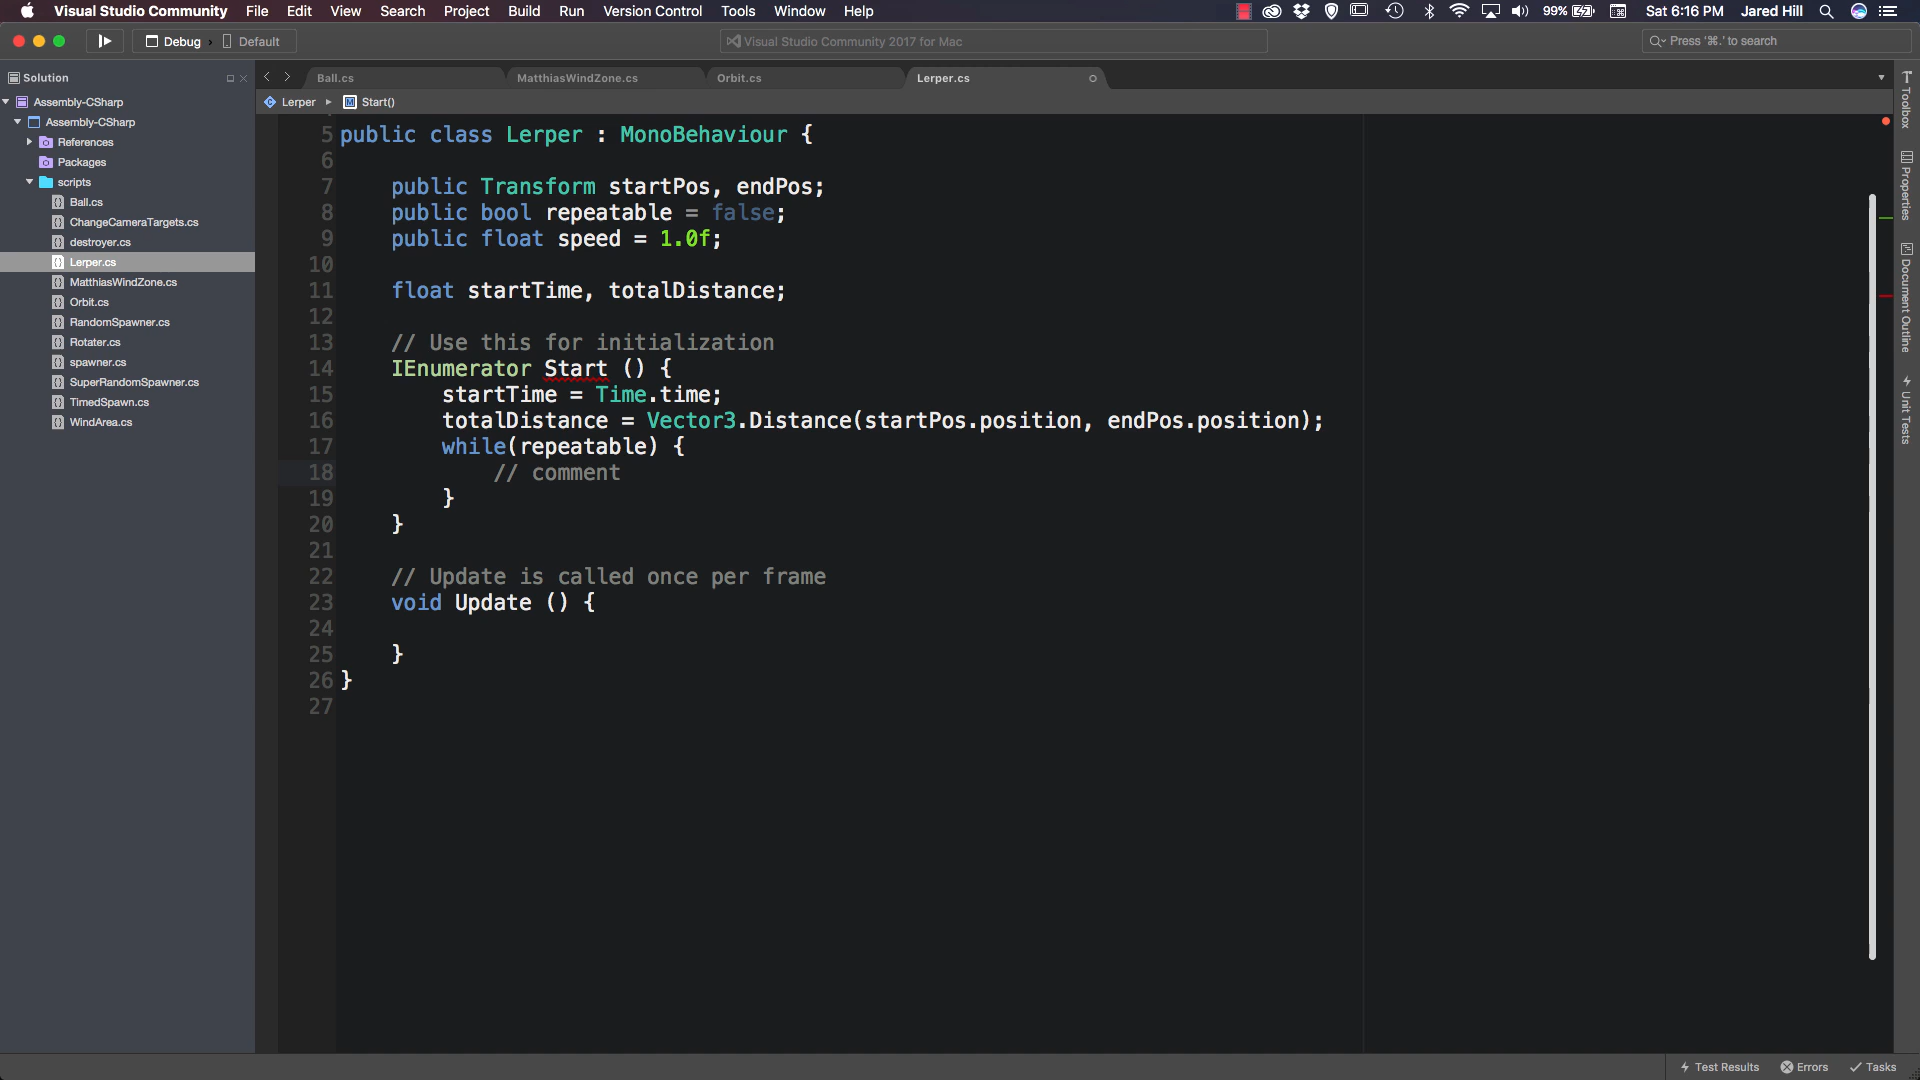 Visual Studio Community File Edit View Search Project Build Run Version Control Tools Window Help 99% Sat 6:16 PM Jared Hill
Debug › Default Visual Studio Community 2017 for Mac Press '⌘.' to search
Solution
Ball.cs MatthiasWindZone.cs Orbit.cs Lerper.cs
Lerper ▸ Start()
Assembly-CSharp
Assembly-CSharp
References
Packages
scripts
Ball.cs
ChangeCameraTargets.cs
destroyer.cs
Lerper.cs
MatthiasWindZone.cs
Orbit.cs
RandomSpawner.cs
Rotater.cs
spawner.cs
SuperRandomSpawner.cs
TimedSpawn.cs
WindArea.cs
5 public class Lerper : MonoBehaviour {
6
7 public Transform startPos, endPos;
8 public bool repeatable = false;
9 public float speed = 1.0f;
10
11 float startTime, totalDistance;
12
13 // Use this for initialization
14 IEnumerator Start () {
15 startTime = Time.time;
16 totalDistance = Vector3.Distance(startPos.position, endPos.position);
17 while(repeatable) {
18 // comment
19 }
20 }
21
22 // Update is called once per frame
23 void Update () {
24
25 }
26 }
27
Toolbox
Properties
Document Outline
Unit Tests
Test Results Errors Tasks